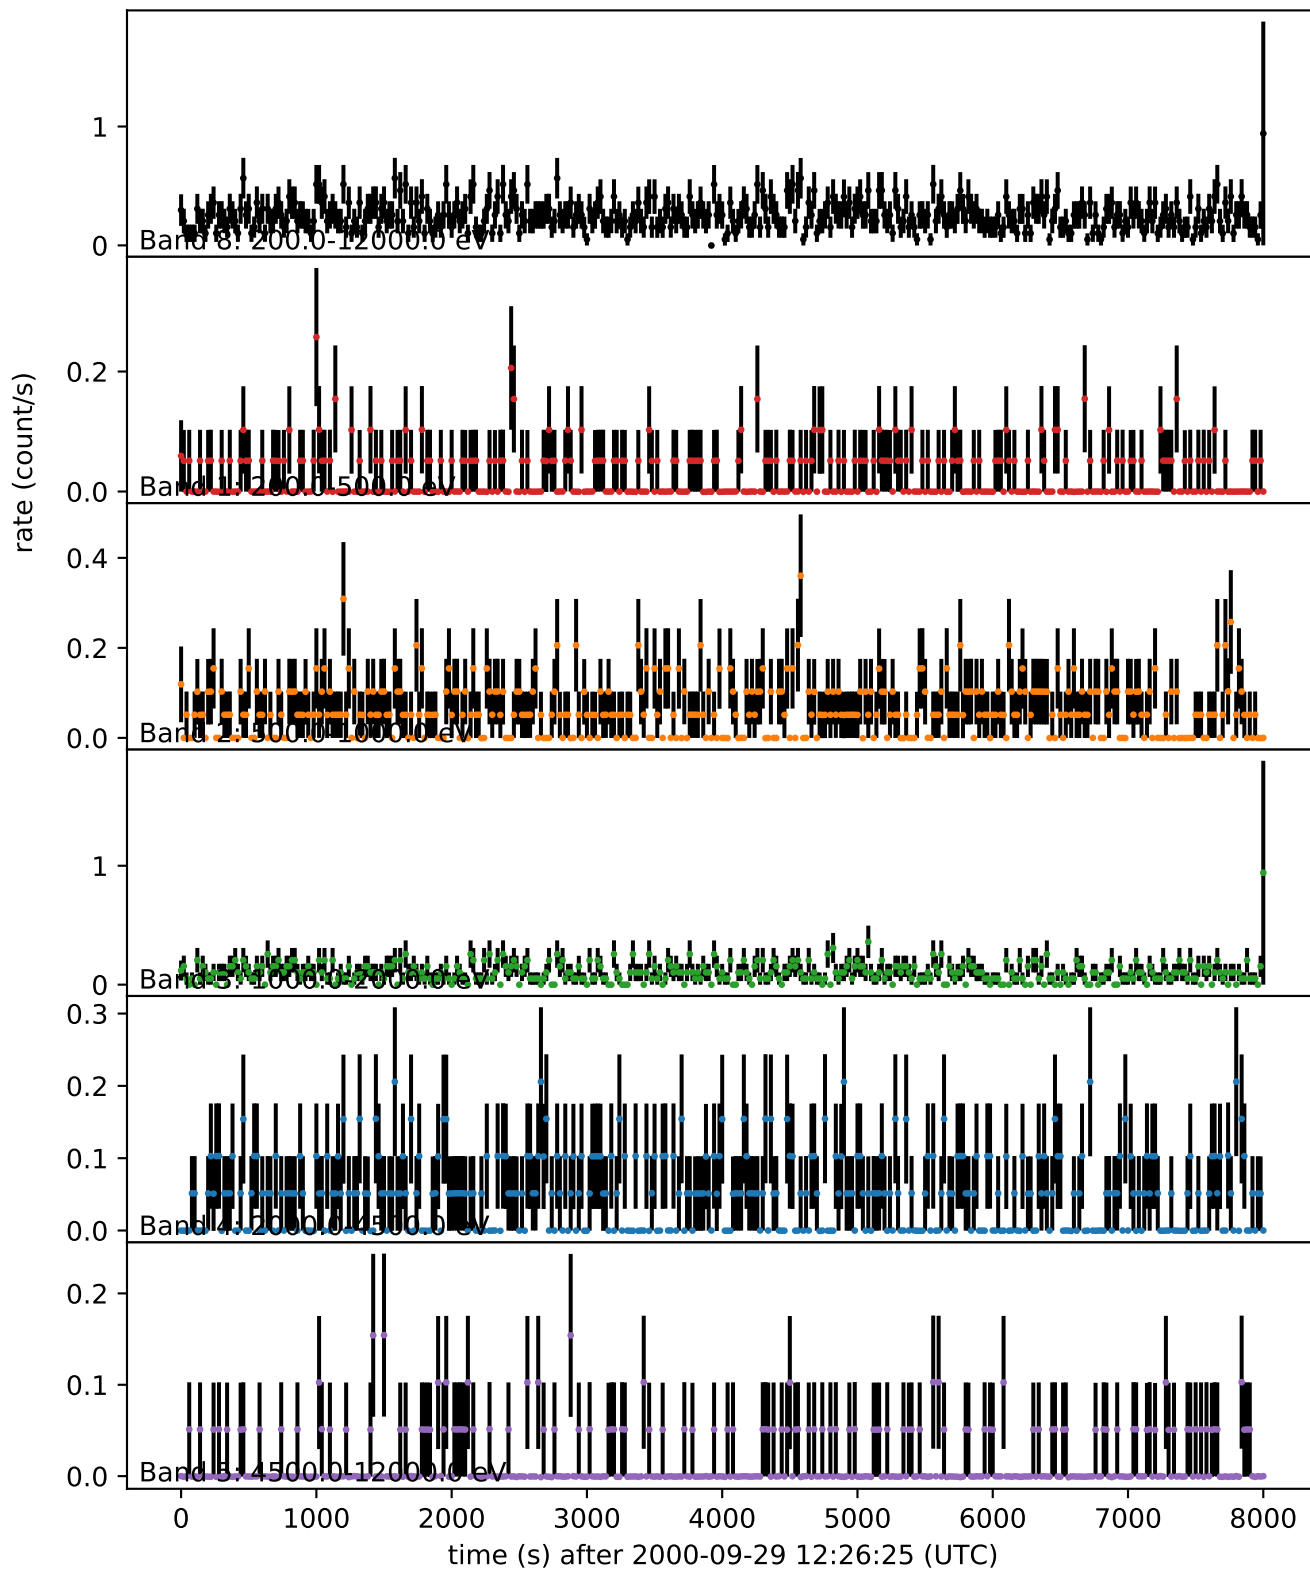 1
0
Band 8: 200.0-12000.0 eV
0.2
0.0
Band 1: 200.0-500.0 eV
rate (count/s)
0.4
0.2
0.0
Band 2: 500.0-1000.0 eV
1
0
Band 3: 1000.0-2000.0 eV
0.3
0.2
0.1
0.0
Band 4: 2000.0-4500.0 eV
0.2
0.1
0.0
Band 5: 4500.0-12000.0 eV
0 1000 2000 3000 4000 5000 6000 7000 8000
time (s) after 2000-09-29 12:26:25 (UTC)